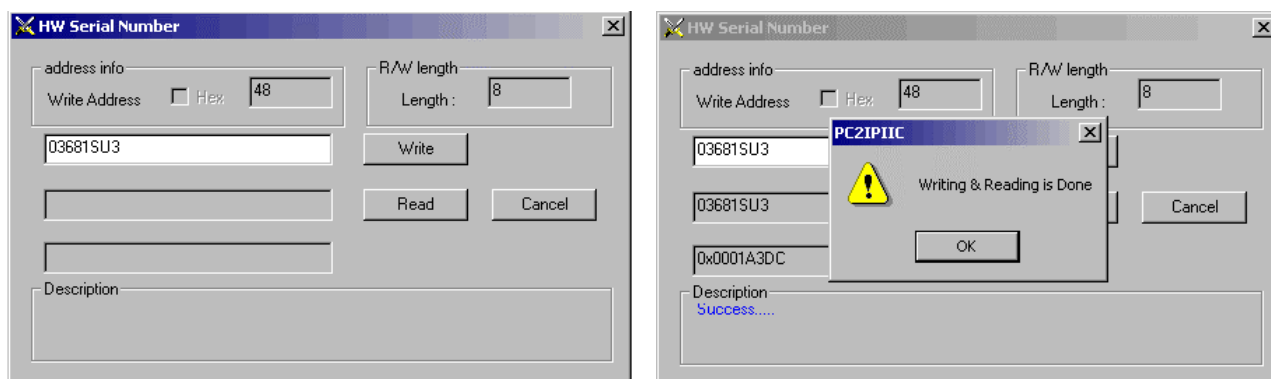 HW Serial Number
address info
Write Address Hex 48
R/W length
Length : 8
03681SU3
Write
Read Cancel
Description
HW Serial Number
address info
Write Address Hex 48
R/W length
Length : 8
PC2IPIIC
03681SU3
Writing & Reading is Done
03681SU3
Cancel
OK
0x0001A3DC
Description
Success.....